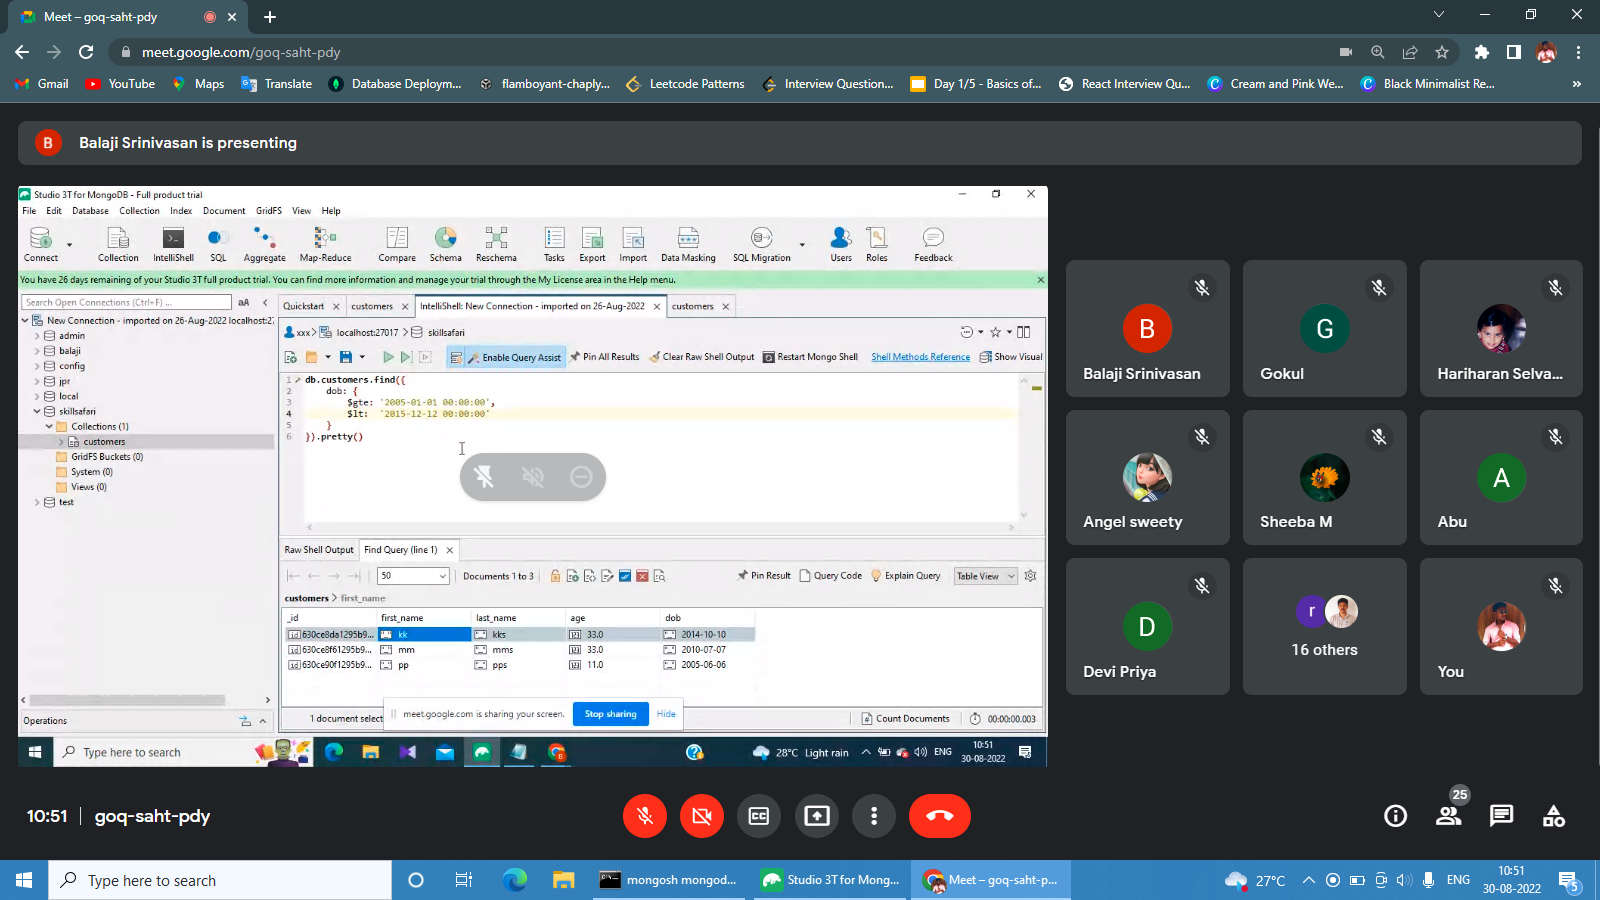 Meet – goq-saht-pdy
meet.google.com/goq-saht-pdy
Gmail YouTube Maps Translate Database Deploym... flamboyant-chaply... Leetcode Patterns Interview Question... Day 1/5 - Basics of... React Interview Qu... Cream and Pink We... Black Minimalist Re... »
B Balaji Srinivasan is presenting
Studio 3T for MongoDB - Full product trial
File Edit Database Collection Index Document GridFS View Help
Connect Collection IntelliShell SQL Aggregate Map-Reduce Compare Schema Reschema Tasks Export Import Data Masking SQL Migration Users Roles Feedback
You have 26 days remaining of your Studio 3T full product trial. You can find more information and manage your trial through the My License area in the Help menu.
Search Open Connections (Ctrl+F) ... aA
New Connection - imported on 26-Aug-2022 localhost:27
admin
balaji
config
jpr
local
skillsafari
Collections (1)
customers
GridFS Buckets (0)
System (0)
Views (0)
test
Operations
Quickstart customers IntelliShell: New Connection - imported on 26-Aug-2022 customers
xxx localhost:27017 skillsafari
Enable Query Assist Pin All Results Clear Raw Shell Output Restart Mongo Shell Shell Methods Reference Show Visual
1 db.customers.find({
2 dob: {
3 $gte: '2005-01-01 00:00:00',
4 $lt: '2015-12-12 00:00:00'
5 }
6 }).pretty()
Raw Shell Output Find Query (line 1)
50 Documents 1 to 3 Pin Result Query Code Explain Query Table View
customers > first_name
_id first_name last_name age dob
630ce8da1295b9... kk kks 33.0 2014-10-10
630ce8f61295b9... mm mms 33.0 2010-07-07
630ce90f1295b9... pp pps 11.0 2005-06-06
1 document select
meet.google.com is sharing your screen. Stop sharing Hide
Count Documents 00:00:00.003
Type here to search 28°C Light rain ENG 10:51
30-08-2022
B
Balaji Srinivasan
G
Gokul
Hariharan Selva...
Angel sweety
Sheeba M
A
Abu
D
Devi Priya
r
16 others
You
10:51 goq-saht-pdy
25
Type here to search
mongosh mongod... Studio 3T for Mong... Meet – goq-saht-p...
27°C ENG 10:51
30-08-2022
5